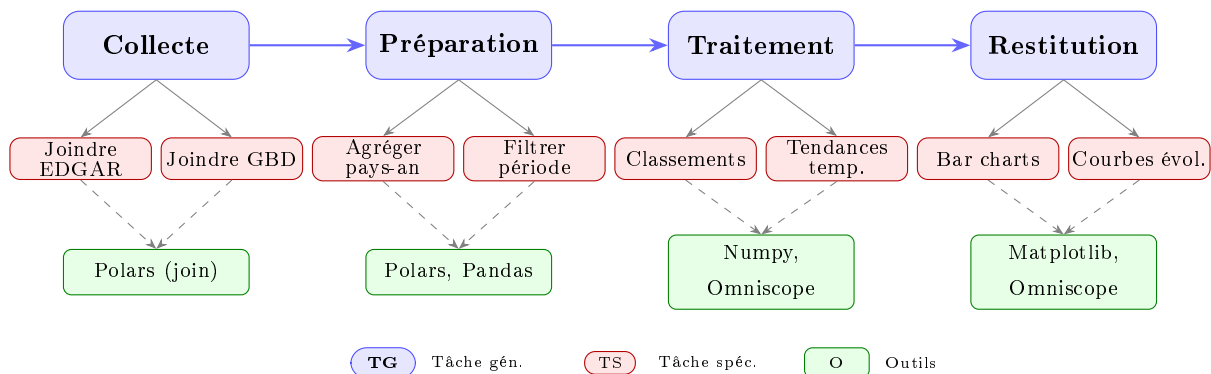 Collecte
Préparation
Traitement
Restitution
Joindre
EDGAR
Joindre GBD
Agréger
pays-an
Filtrer
période
Classements
Tendances
temp.
Bar charts
Courbes évol.
Polars (join)
Polars, Pandas
Numpy,
Omniscope
Matplotlib,
Omniscope
TG Tâche gén.
TS Tâche spéc.
O Outils